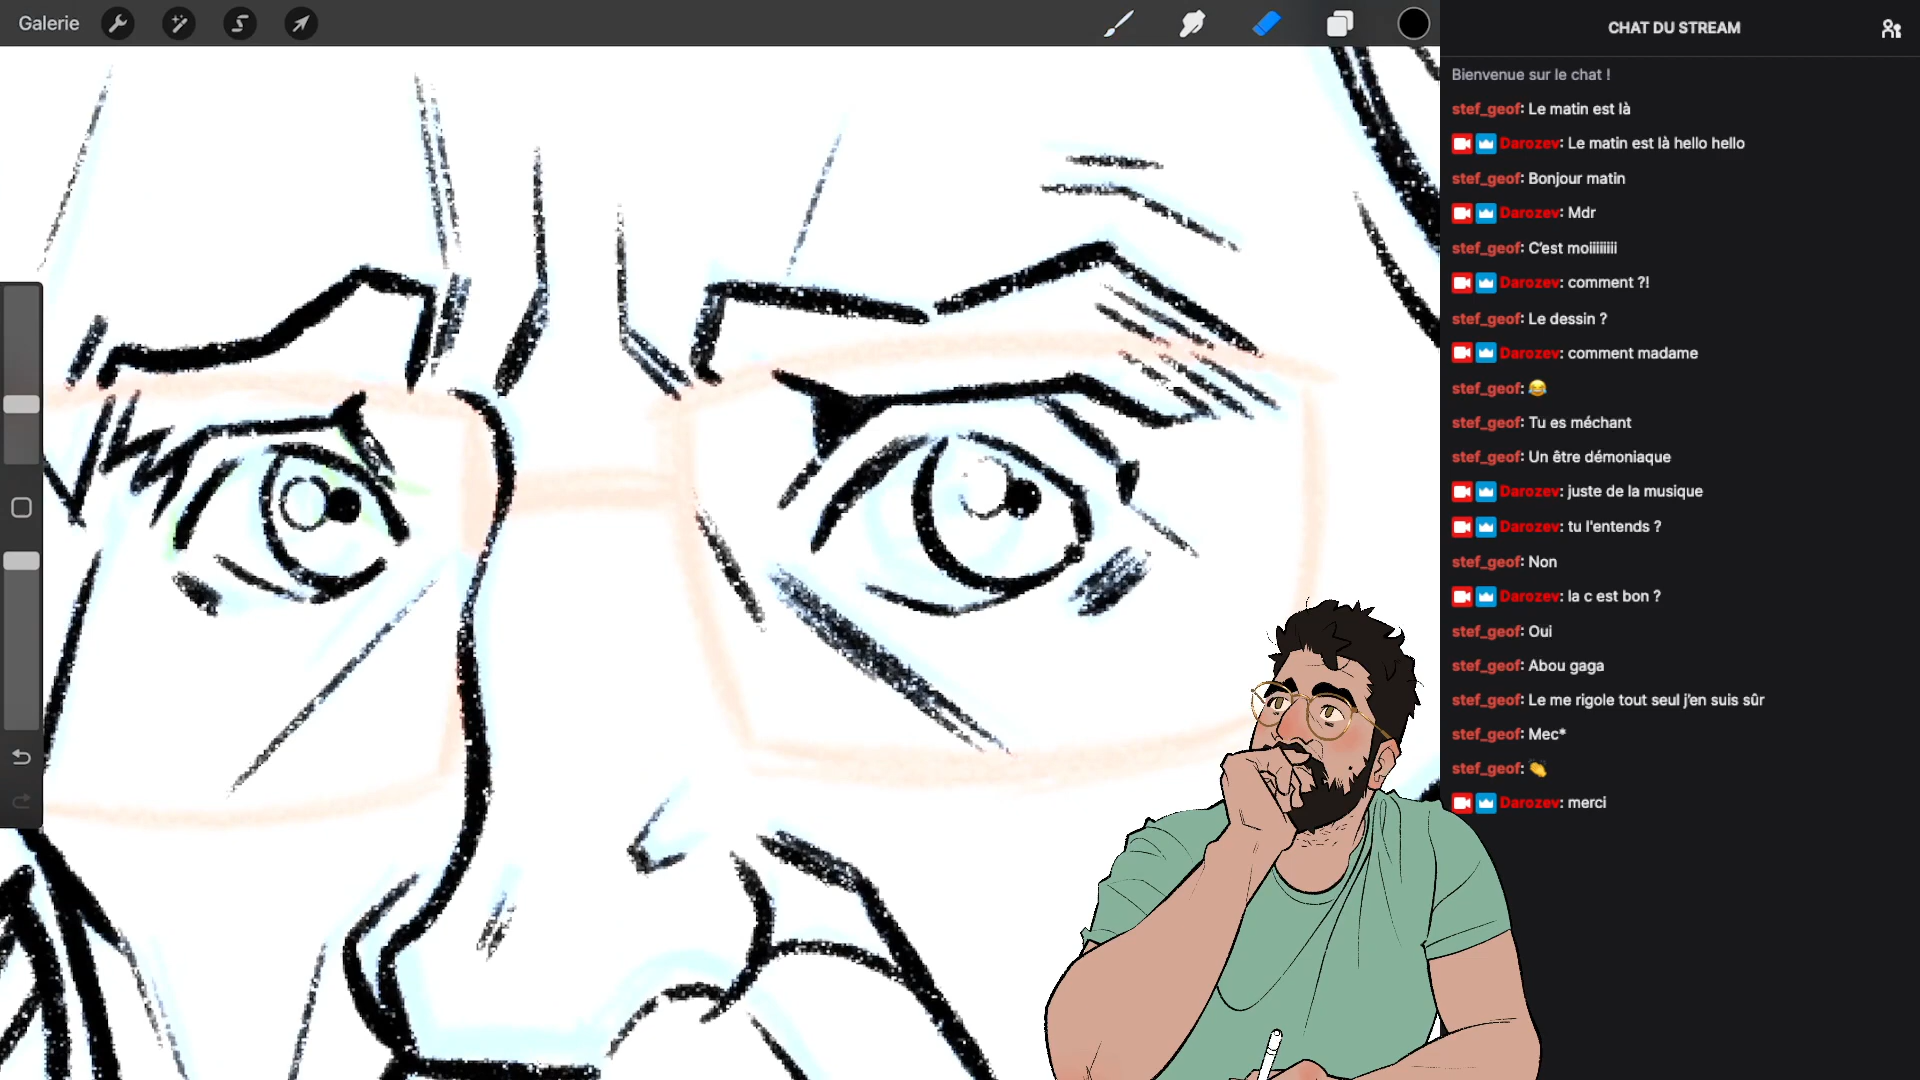 Galerie
CHAT DU STREAM
Bienvenue sur le chat !
stef_geof: Le matin est là
Darozev: Le matin est là hello hello
stef_geof: Bonjour matin
Darozev: Mdr
stef_geof: C'est moiiiiiiiii
Darozev: comment ?!
stef_geof: Le dessin ?
Darozev: comment madame
stef_geof: 😂
stef_geof: Tu es méchant
stef_geof: Un être démoniaque
Darozev: juste de la musique
Darozev: tu l'entends ?
stef_geof: Non
Darozev: la c est bon ?
stef_geof: Oui
stef_geof: Abou gaga
stef_geof: Le me rigole tout seul j'en suis sûr
stef_geof: Mec*
stef_geof: 👏
Darozev: merci